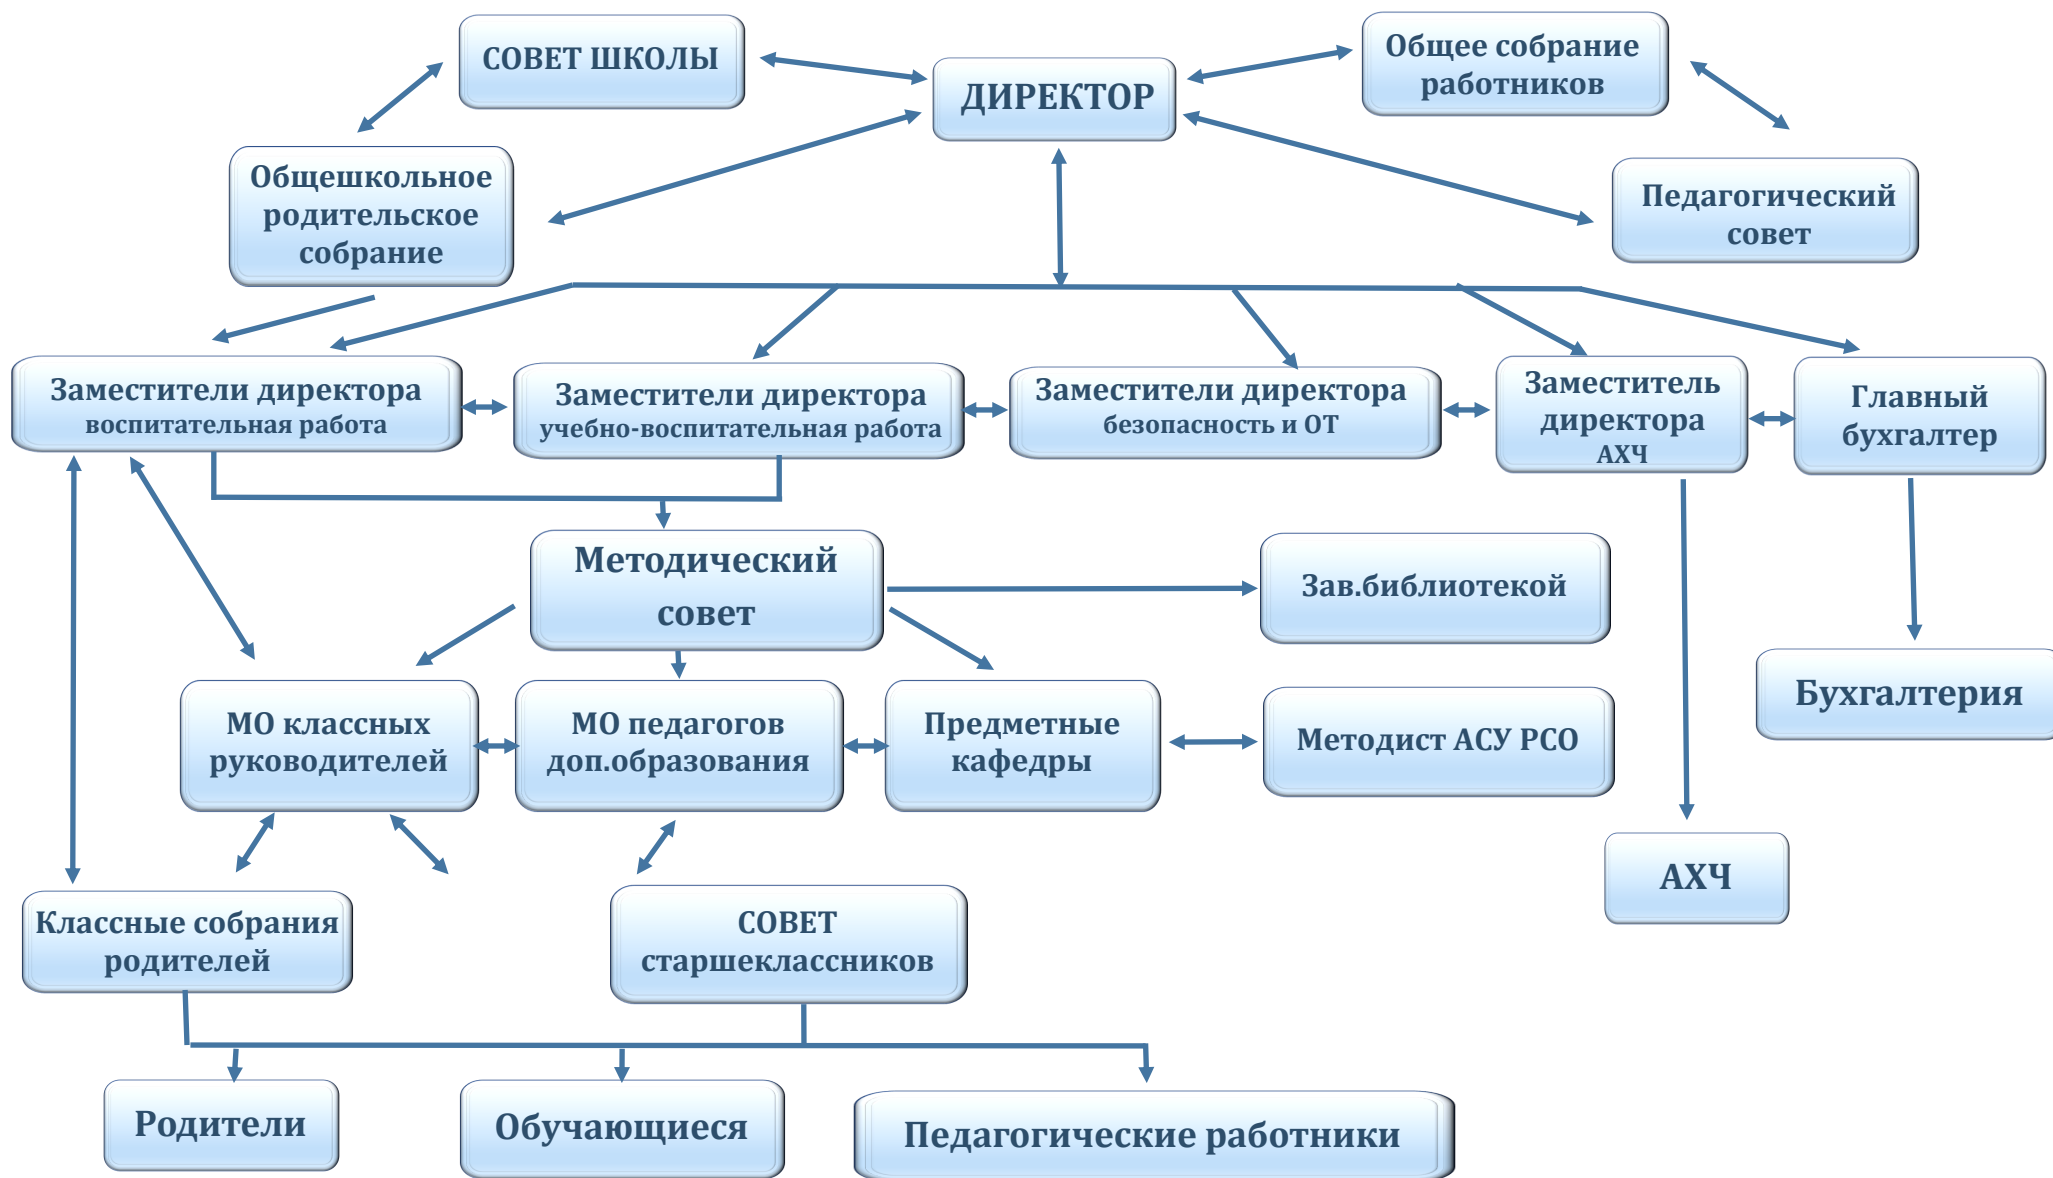 СОВЕТ ШКОЛЫ
ДИРЕКТОР
Общее собрание
работников
Общешкольное
родительское
собрание
Педагогический
совет
Заместители директора
воспитательная работа
Заместители директора
учебно-воспитательная работа
Заместители директора
безопасность и ОТ
Заместитель
директора
АХЧ
Главный
бухгалтер
Методический
совет
Зав.библиотекой
Бухгалтерия
МО классных
руководителей
МО педагогов
доп.образования
Предметные
кафедры
Методист АСУ РСО
АХЧ
Классные собрания
родителей
СОВЕТ
старшеклассников
Родители
Обучающиеся
Педагогические работники